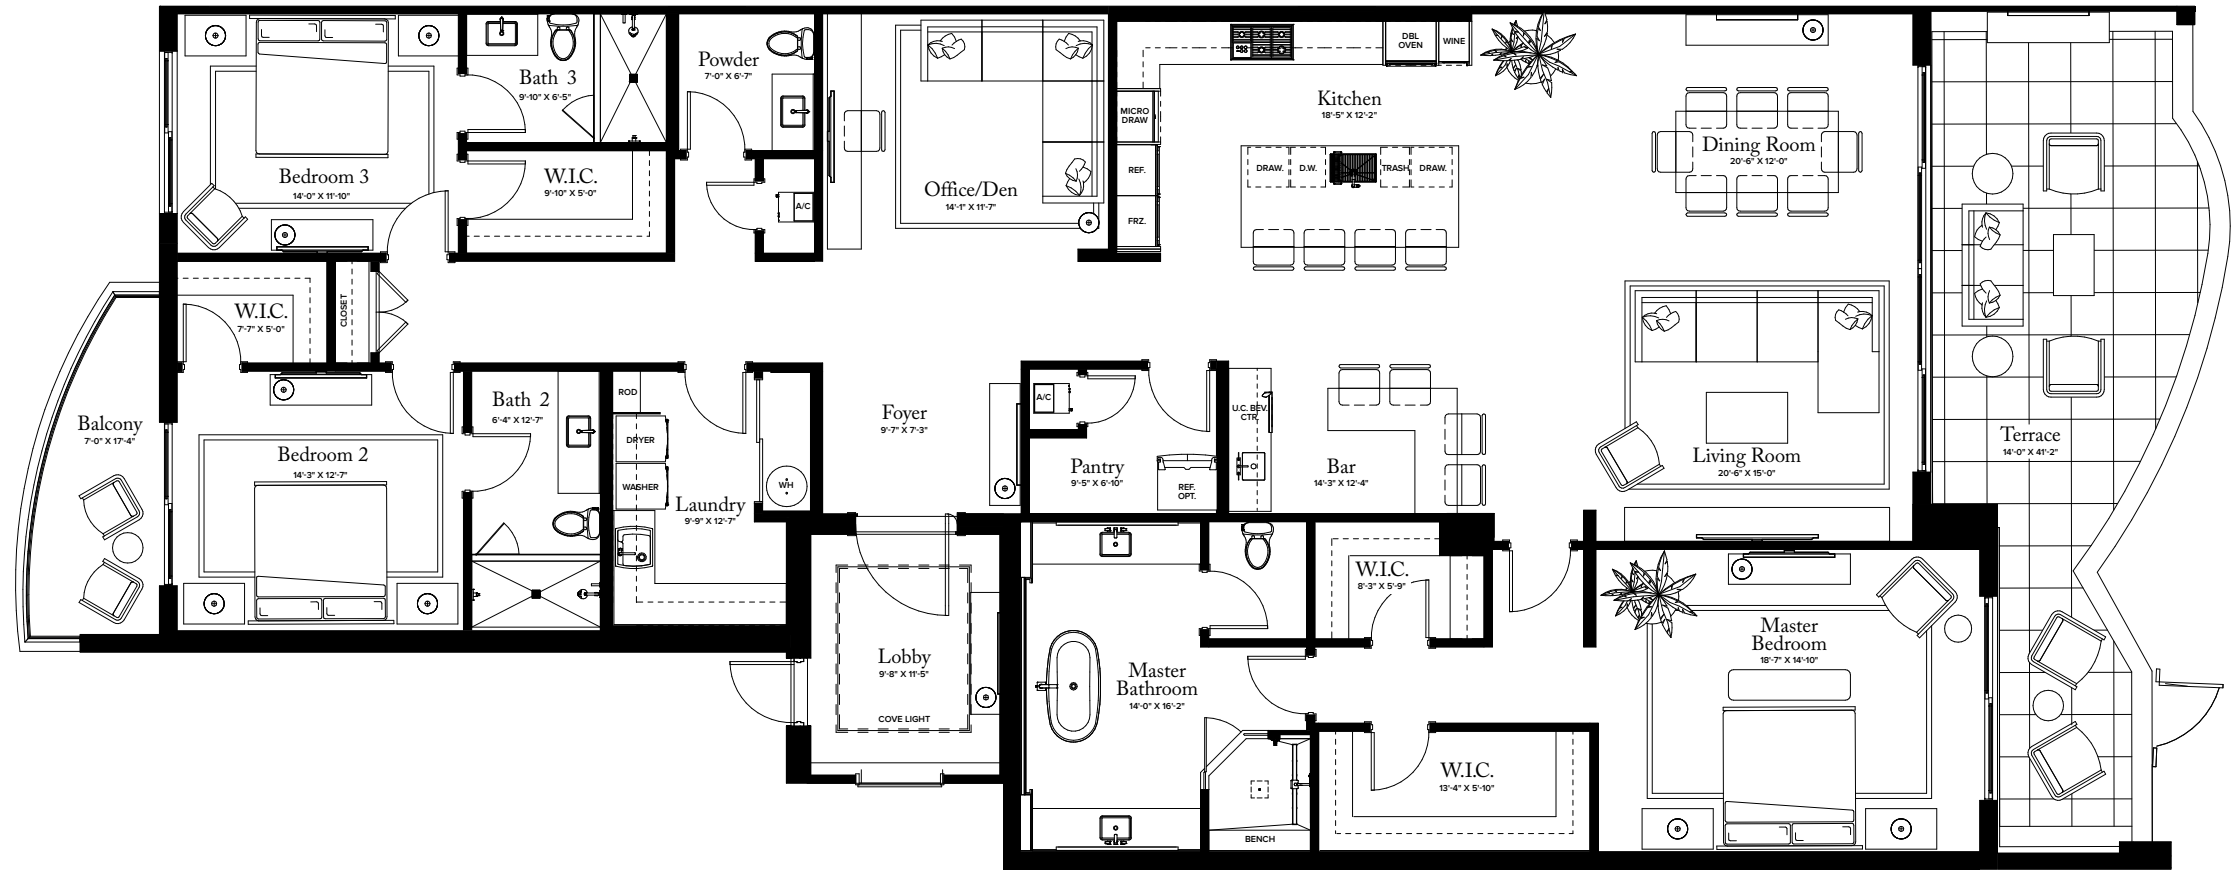 Bath 3
9'-10" X 6'-5"
Powder
7'-0" X 6'-7"
DBL
OVEN
WINE
Kitchen
18'-5" X 12'-2"
MICRO
DRAW
REF.
FRZ.
DRAW.
D.W.
TRASH
DRAW.
Dining Room
20'-6" X 12'-0"
Bedroom 3
14'-0" X 11'-10"
W.I.C.
9'-10" X 5'-0"
A/C
Office/Den
14'-1" X 11'-7"
W.I.C.
7'-7" X 5'-0"
CLOSET
Balcony
7'-0" X 17'-4"
Bedroom 2
14'-3" X 12'-7"
Bath 2
6'-4" X 12'-7"
ROD
DRYER
WASHER
Laundry
9'-9" X 12'-7"
WH
Foyer
9'-7" X 7'-3"
A/C
Pantry
9'-5" X 6'-10"
REF.
OPT.
U.C. BEV.
CTR.
Bar
14'-3" X 12'-4"
Living Room
20'-6" X 15'-0"
Terrace
14'-0" X 41'-2"
Lobby
9'-8" X 11'-5"
COVE LIGHT
Master
Bathroom
14'-0" X 16'-2"
W.I.C.
8'-3" X 5'-9"
W.I.C.
13'-4" X 5'-10"
BENCH
Master
Bedroom
18'-7" X 14'-10"